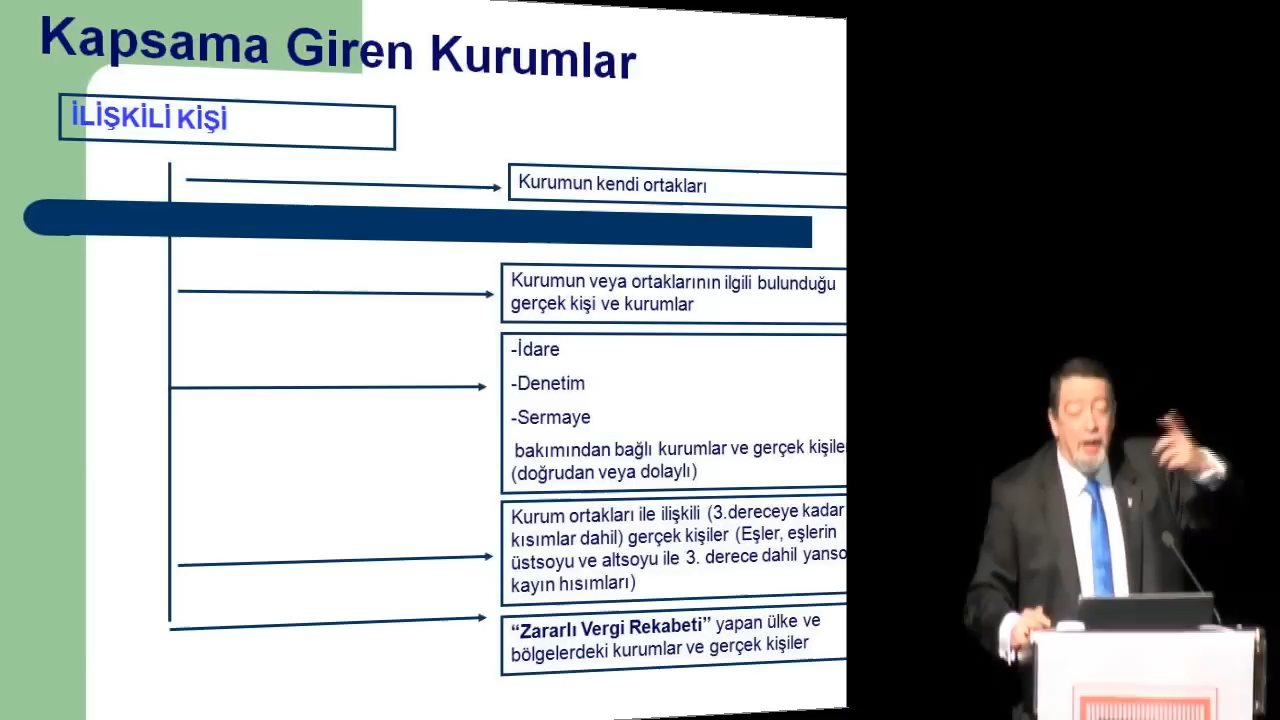 Kapsama Giren Kurumlar
İLİŞKİLİ KİŞİ
Kurumun kendi ortakları
Kurumun veya ortaklarının ilgili bulunduğu
gerçek kişi ve kurumlar
-İdare
-Denetim
-Sermaye
bakımından bağlı kurumlar ve gerçek kişile
(doğrudan veya dolaylı)
Kurum ortakları ile ilişkili (3.dereceye kadar
kısımlar dahil) gerçek kişiler (Eşler, eşlerin
üstsoyu ve altsoyu ile 3. derece dahil yanso
kayın hısımları)
“Zararlı Vergi Rekabeti” yapan ülke ve
bölgelerdeki kurumlar ve gerçek kişiler